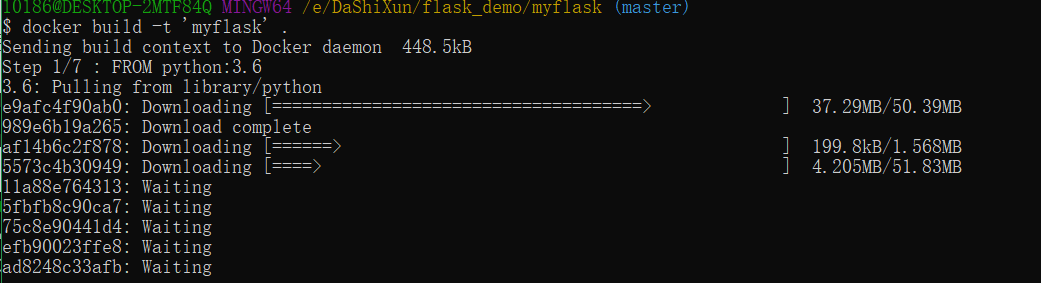 10186@DESKTOP-2MTF84Q MINGW64 /e/DaShiXun/flask_demo/myflask (master)
$ docker build -t 'myflask' .
Sending build context to Docker daemon  448.5kB
Step 1/7 : FROM python:3.6
3.6: Pulling from library/python
e9afc4f90ab0: Downloading [=====================================>             ]  37.29MB/50.39MB
989e6b19a265: Download complete
af14b6c2f878: Downloading [======>                                            ]  199.8kB/1.568MB
5573c4b30949: Downloading [====>                                              ]  4.205MB/51.83MB
11a88e764313: Waiting
5fbfb8c90ca7: Waiting
75c8e90441d4: Waiting
efb90023ffe8: Waiting
ad8248c33afb: Waiting